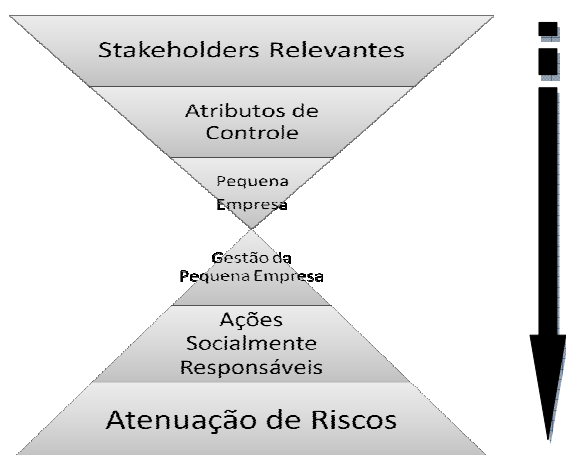 Stakeholders Relevantes
Atributos de
Controle
Pequena
Empresa
Gestão da
Pequena Empresa
Ações
Socialmente
Responsáveis
Atenuação de Riscos